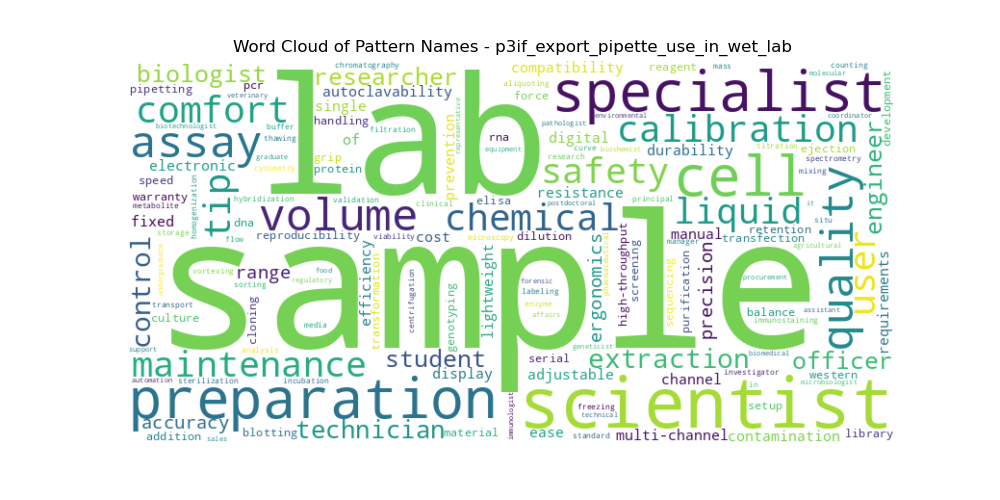 Word Cloud of Pattern Names - p3if_export_pipette_use_in_wet_lab
chromatography
compatibility
reagent
mass
counting
biologist
researcher
molecular
pipetting
veterinary
pcr
autoclavability
aliquoting
force
specialist
development
comfort
single
handling
of
representative
lab
environmental
coordinator
biotechnologist
buffer
filtration
prevention
rna
pathologist
digital
calibration
assay
thawing
equipment
curve
biochemist
titration
ejection
graduate
grip
research
durability
spectrometry
engineer
electronic
cytometry
protein
safety
cell
mixing
speed
homogenization
tip
hybridization
validation
clinical
elisa
resistance
postdoctoral
principal
it
warranty
metabolite
fixed
dna
volume
chemical
liquid
situ
quality
user
storage
flow
reproducibility
viability
cost
microscopy
dilution
manual
manager
retention
transfection
agricultural
control
undergraduate
vortexing
sorting
range
food
regulatory
sample
efficiency
transformation
centrifugation
genotyping
lightweight
forensic
labeling
enzyme
affairs
ergonomics
pharmaceutical
high-throughput
screening
sequencing
purification
precision
procurement
requirements
transport
culture
cloning
media
balance
assistant
immunostaining
support
analysis
geneticist
biomedical
maintenance
student
serial
extraction
officer
automation
sterilization
incubation
display
adjustable
channel
investigator
in
western
microbiologist
preparation
immunologist
scientist
freezing
technical
setup
accuracy
technician
material
ease
standard
multi-channel
contamination
library
addition
sales
blotting